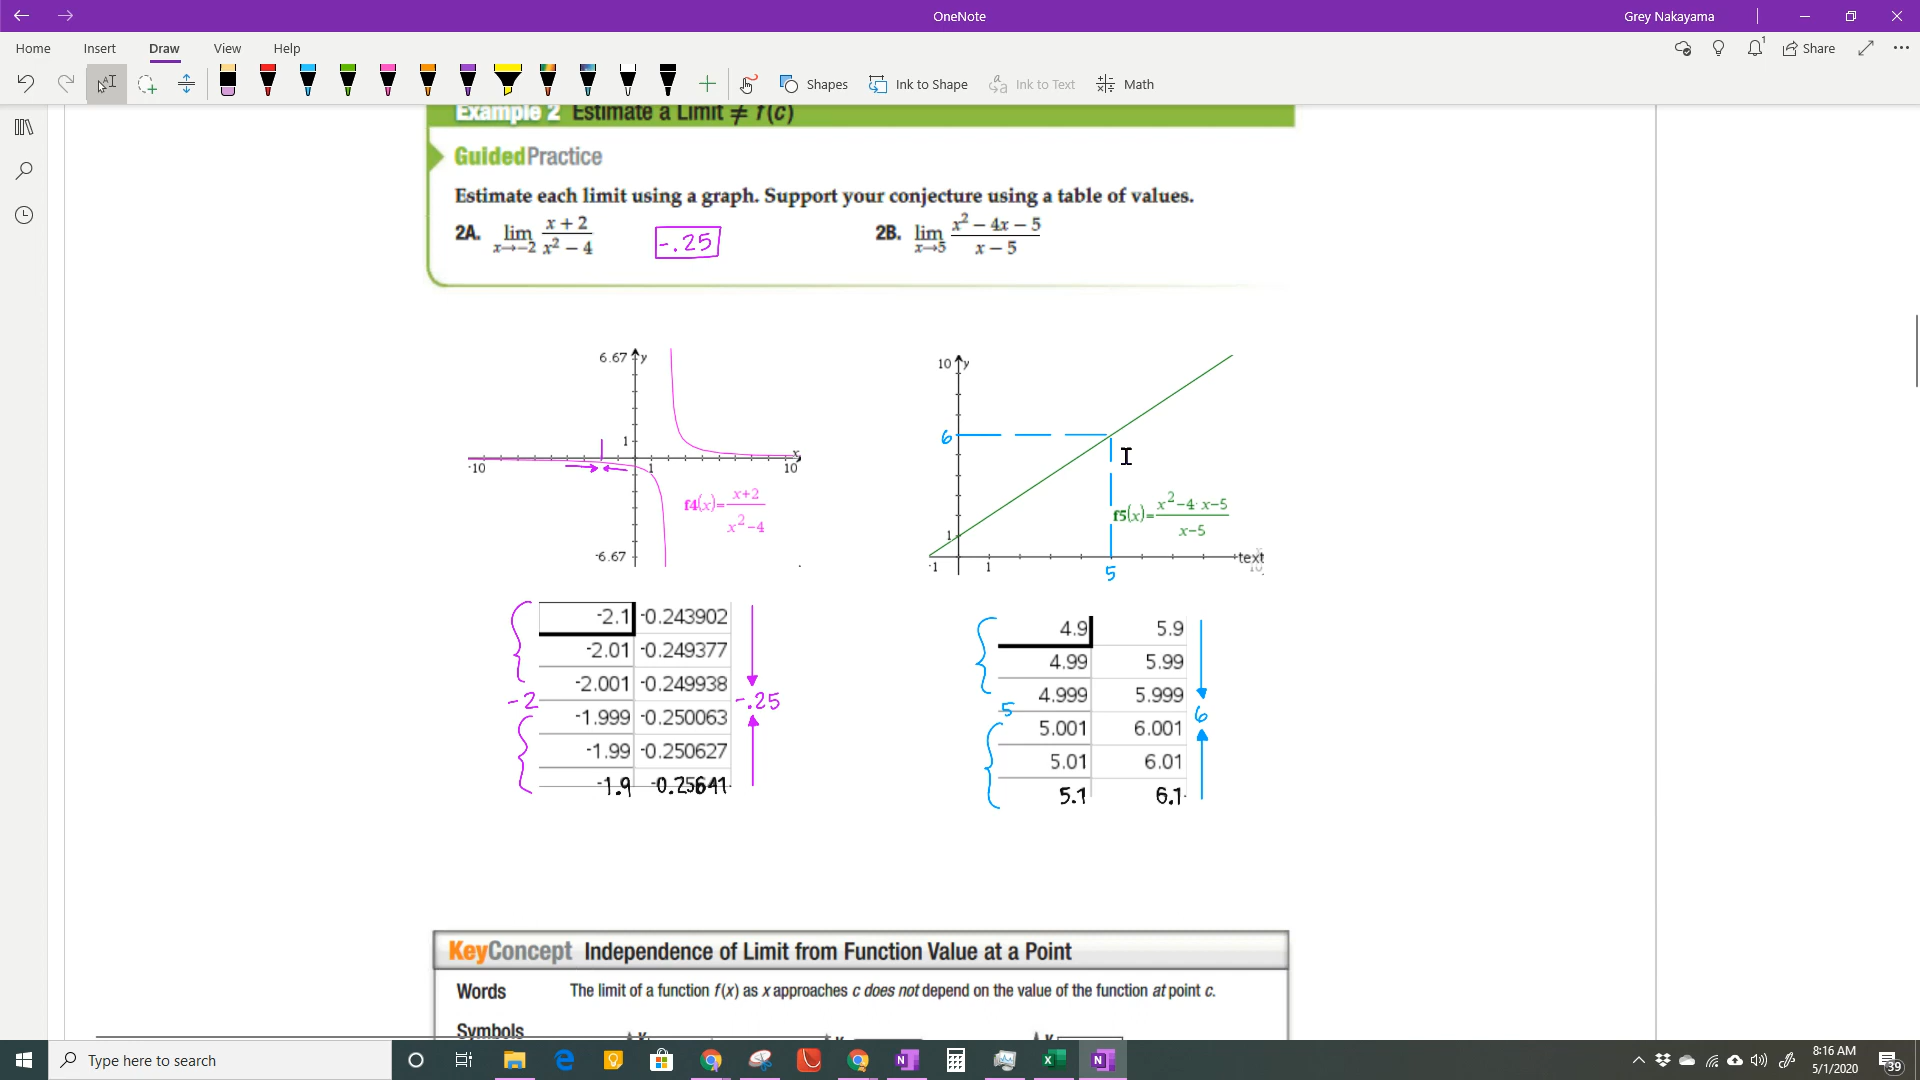 OneNote
Grey Nakayama
Home Insert Draw View Help
1 Share
Shapes Ink to Shape Ink to Text Math
Example 2 Estimate a Limit ≠ f(c)
GuidedPractice
Estimate each limit using a graph. Support your conjecture using a table of values.
2A. lim x→−2 (x + 2)/(x² − 4) -.25 2B. lim x→5 (x² − 4x − 5)/(x − 5)
6.67 y
1
-10 1 10 x
f4(x)=(x+2)/(x²−4)
-6.67
10 y
6
f5(x)=(x²−4·x−5)/(x−5)
1
text
-1 1
5
-2.1 -0.243902
-2.01 -0.249377
-2.001 -0.249938
-2 -.25
-1.999 -0.250063
-1.99 -0.250627
-1.9 -0.25641
4.9 5.9
4.99 5.99
4.999 5.999
5 6
5.001 6.001
5.01 6.01
5.1 6.1
KeyConcept Independence of Limit from Function Value at a Point
Words The limit of a function f(x) as x approaches c does not depend on the value of the function at point c.
Symbols
Type here to search
8:16 AM
5/1/2020
39